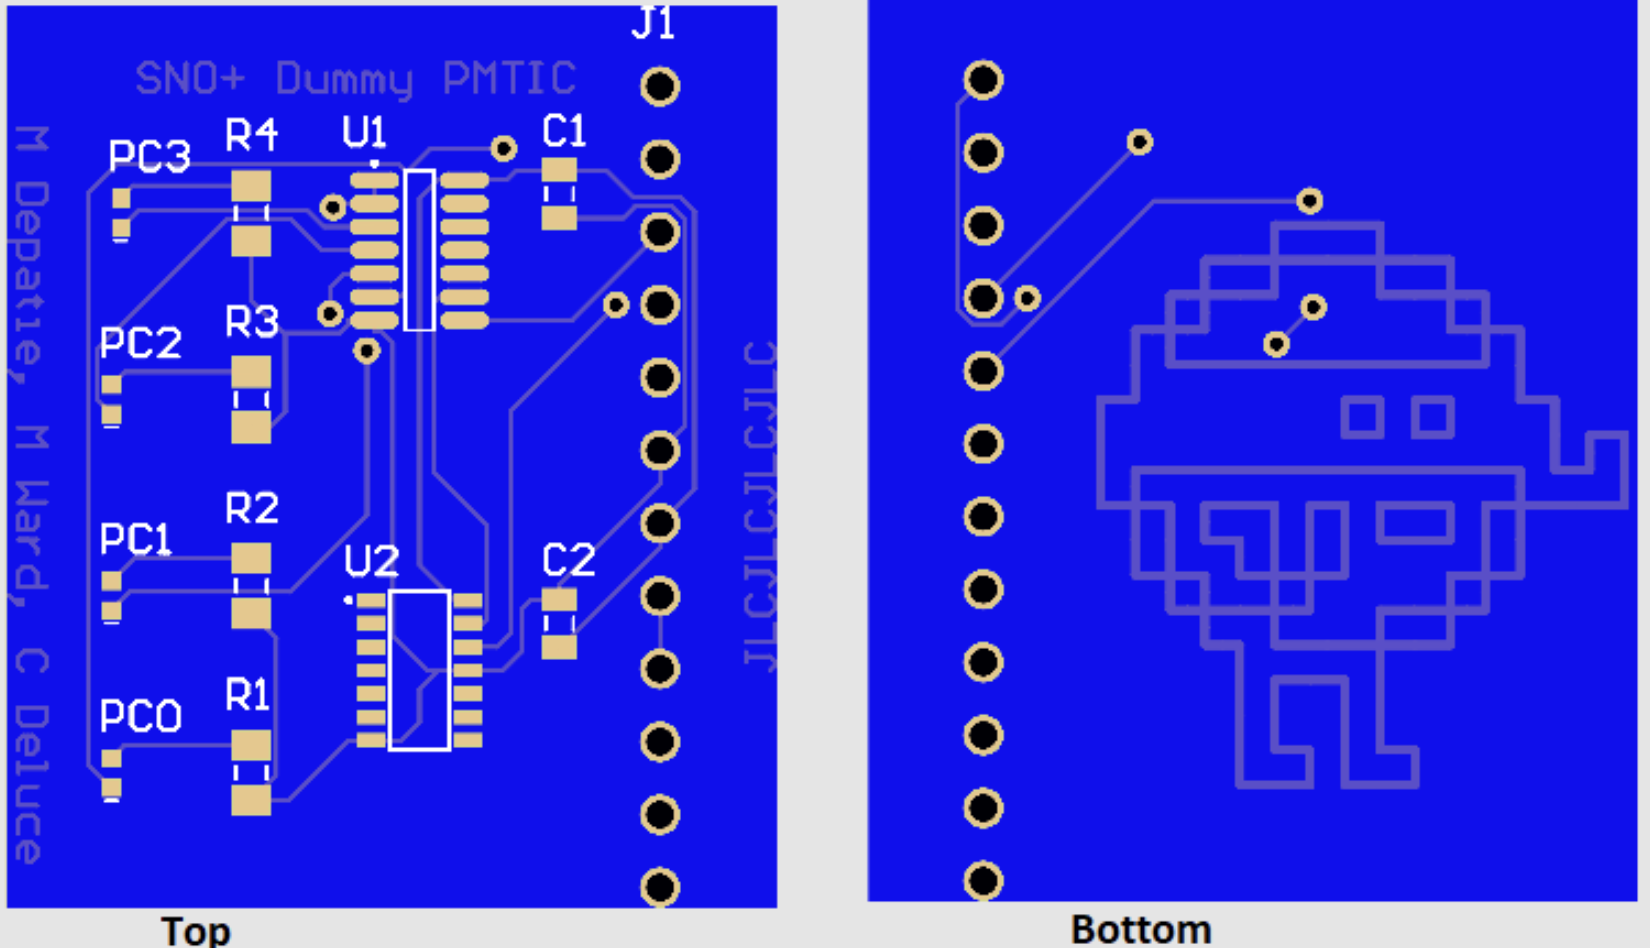 J1
SNO+ Dummy PMTIC
M Depatie, M Ward, C Deluce
PC3
R4
U1
C1
PC2
R3
JLCJLCJLCJLC
PC1
R2
U2
C2
PC0
R1
Top
Bottom